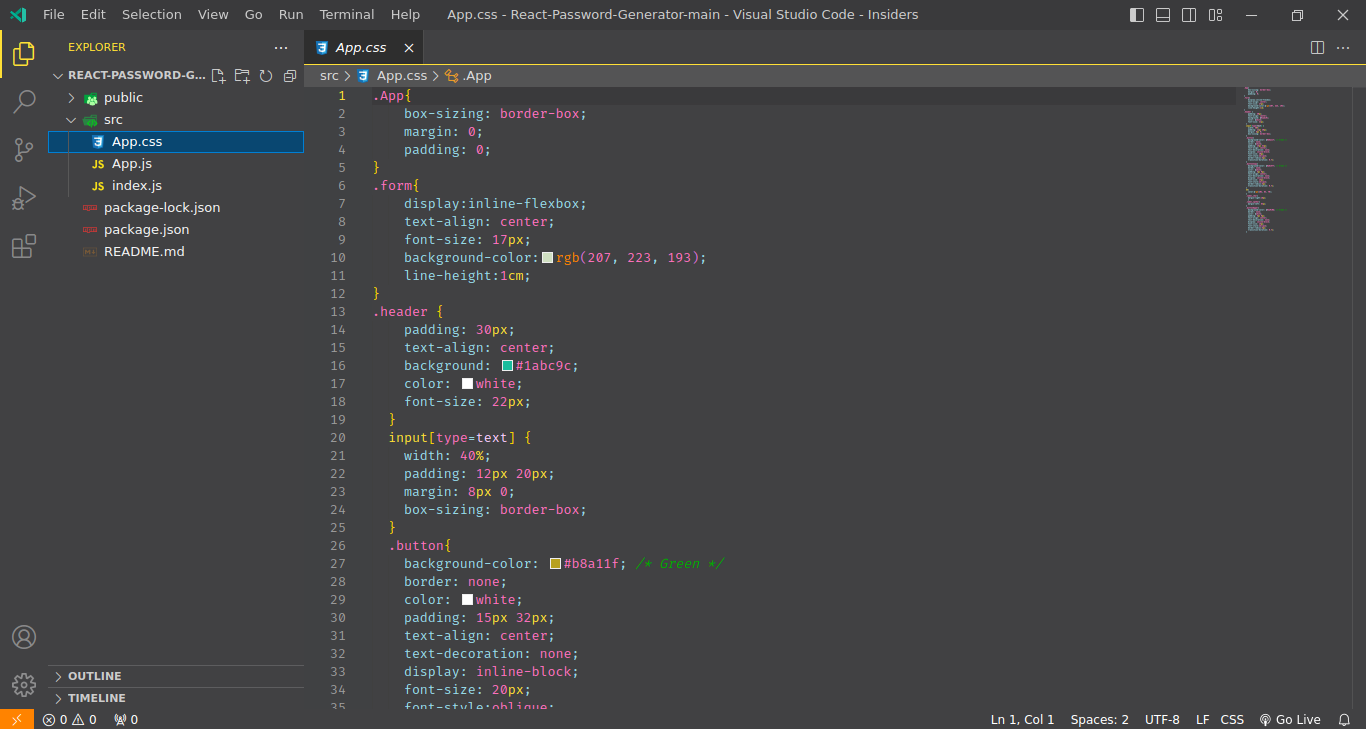 File Edit Selection View Go Run Terminal Help App.css - React-Password-Generator-main - Visual Studio Code - Insiders
EXPLORER
REACT-PASSWORD-G...
public
src
App.css
JS App.js
JS index.js
package-lock.json
package.json
README.md
OUTLINE
TIMELINE
App.css
src > App.css > .App
1 .App{
2 box-sizing: border-box;
3 margin: 0;
4 padding: 0;
5 }
6 .form{
7 display:inline-flexbox;
8 text-align: center;
9 font-size: 17px;
10 background-color:rgb(207, 223, 193);
11 line-height:1cm;
12 }
13 .header {
14 padding: 30px;
15 text-align: center;
16 background: #1abc9c;
17 color: white;
18 font-size: 22px;
19 }
20 input[type=text] {
21 width: 40%;
22 padding: 12px 20px;
23 margin: 8px 0;
24 box-sizing: border-box;
25 }
26 .button{
27 background-color: #b8a11f; /* Green */
28 border: none;
29 color: white;
30 padding: 15px 32px;
31 text-align: center;
32 text-decoration: none;
33 display: inline-block;
34 font-size: 20px;
35 font-style:oblique;
0 0 0 Ln 1, Col 1 Spaces: 2 UTF-8 LF CSS Go Live